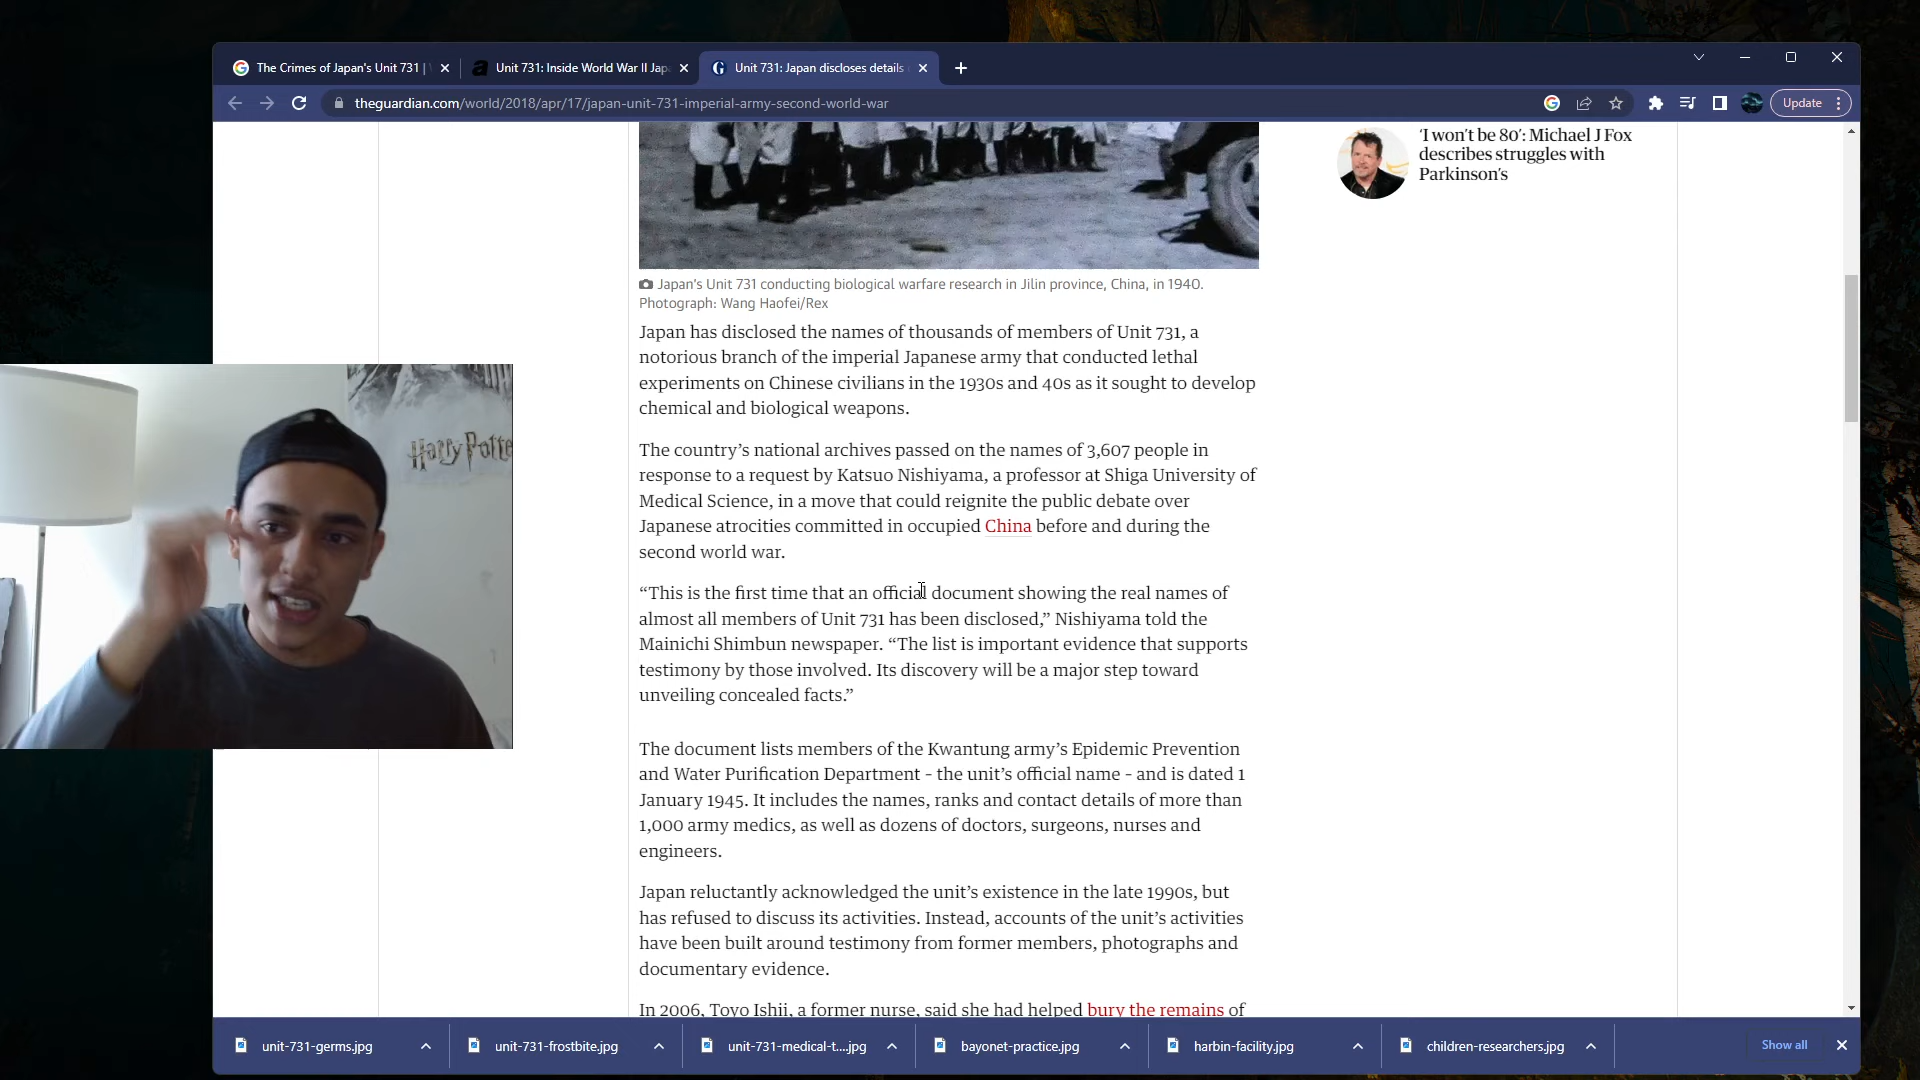 The Crimes of Japan's Unit 731 |
Unit 731: Inside World War II Jap
Unit 731: Japan discloses details
theguardian.com/world/2018/apr/17/japan-unit-731-imperial-army-second-world-war
Update
'I won't be 80': Michael J Fox
describes struggles with
Parkinson's
Japan's Unit 731 conducting biological warfare research in Jilin province, China, in 1940.
Photograph: Wang Haofei/Rex
Japan has disclosed the names of thousands of members of Unit 731, a
notorious branch of the imperial Japanese army that conducted lethal
experiments on Chinese civilians in the 1930s and 40s as it sought to develop
chemical and biological weapons.
The country's national archives passed on the names of 3,607 people in
response to a request by Katsuo Nishiyama, a professor at Shiga University of
Medical Science, in a move that could reignite the public debate over
Japanese atrocities committed in occupied China before and during the
second world war.
“This is the first time that an official document showing the real names of
almost all members of Unit 731 has been disclosed,” Nishiyama told the
Mainichi Shimbun newspaper. “The list is important evidence that supports
testimony by those involved. Its discovery will be a major step toward
unveiling concealed facts.”
The document lists members of the Kwantung army’s Epidemic Prevention
and Water Purification Department - the unit’s official name - and is dated 1
January 1945. It includes the names, ranks and contact details of more than
1,000 army medics, as well as dozens of doctors, surgeons, nurses and
engineers.
Japan reluctantly acknowledged the unit’s existence in the late 1990s, but
has refused to discuss its activities. Instead, accounts of the unit’s activities
have been built around testimony from former members, photographs and
documentary evidence.
In 2006, Toyo Ishii, a former nurse, said she had helped bury the remains of
Harry Potte
unit-731-germs.jpg
unit-731-frostbite.jpg
unit-731-medical-t....jpg
bayonet-practice.jpg
harbin-facility.jpg
children-researchers.jpg
Show all